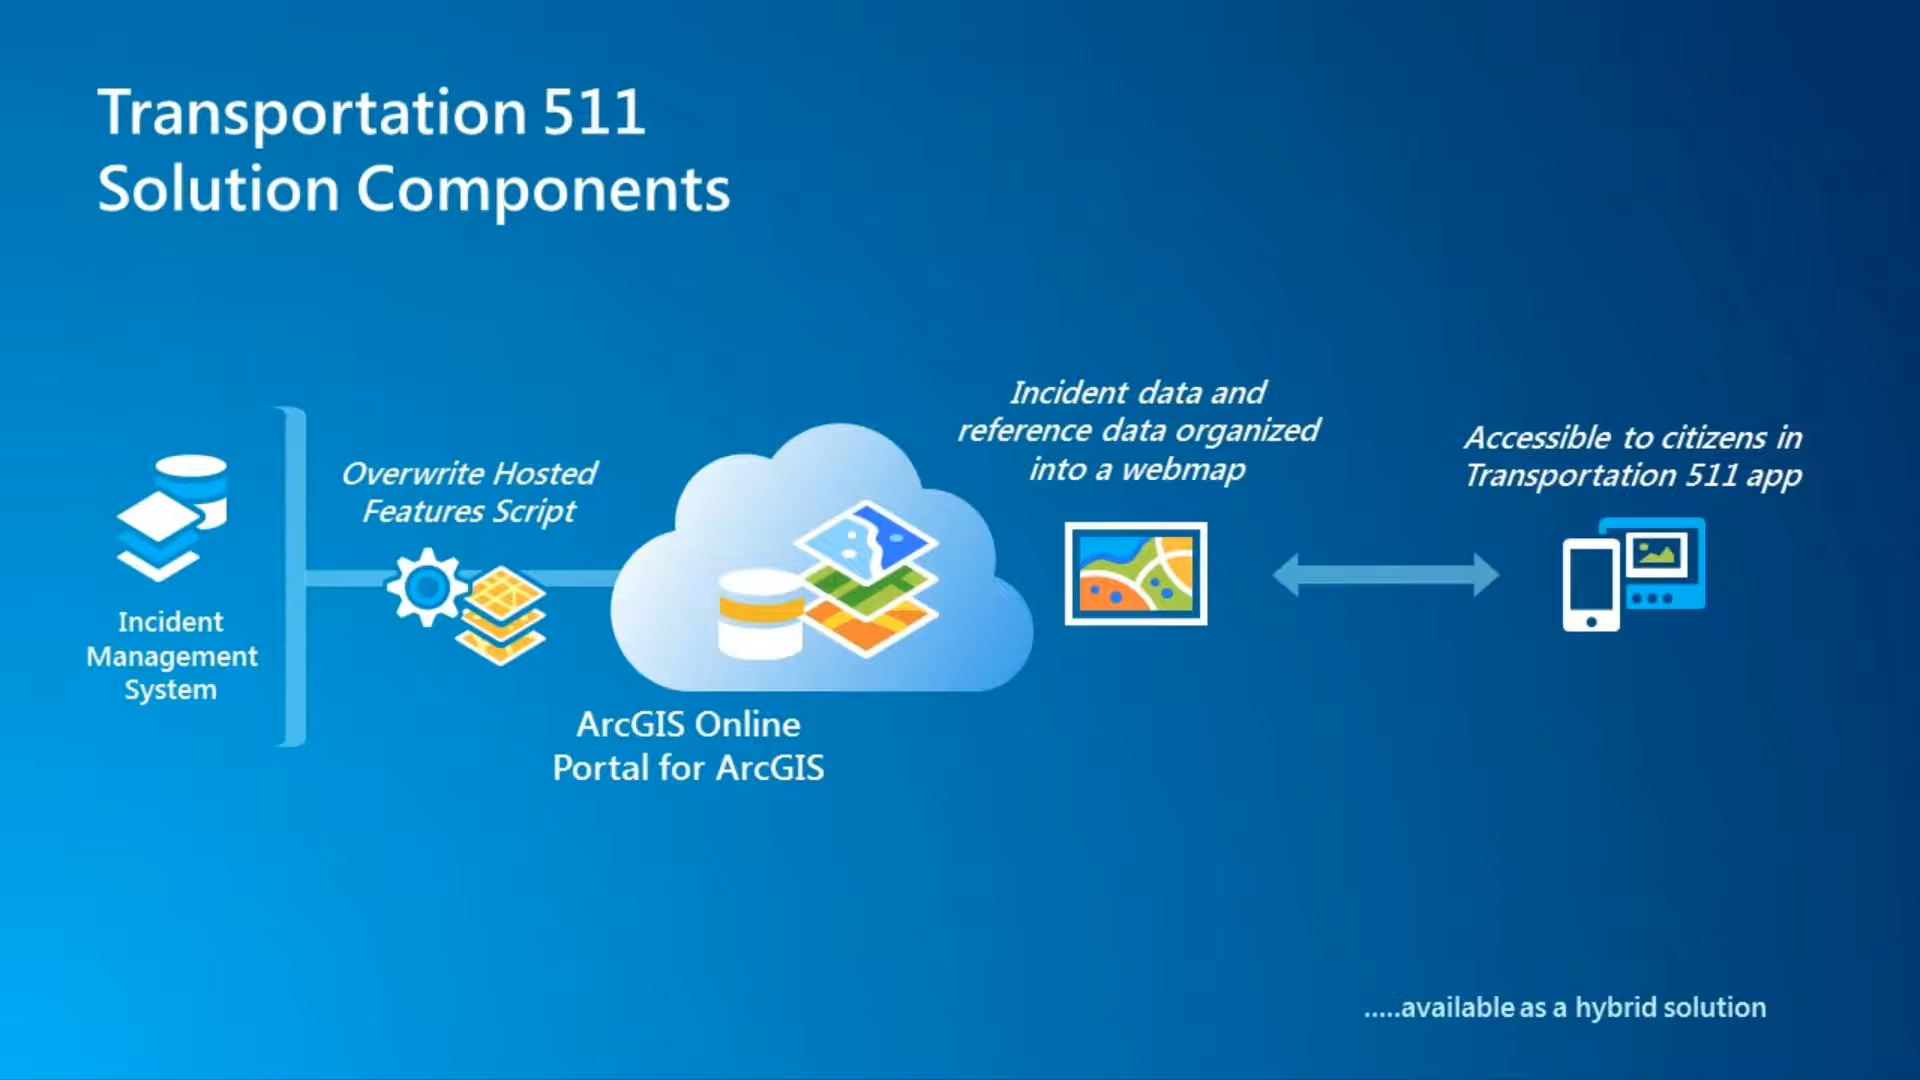 Transportation 511
Solution Components
Incident data and
reference data organized
into a webmap
Accessible to citizens in
Transportation 511 app
Overwrite Hosted
Features Script
Incident
Management
System
ArcGIS Online
Portal for ArcGIS
.....available as a hybrid solution